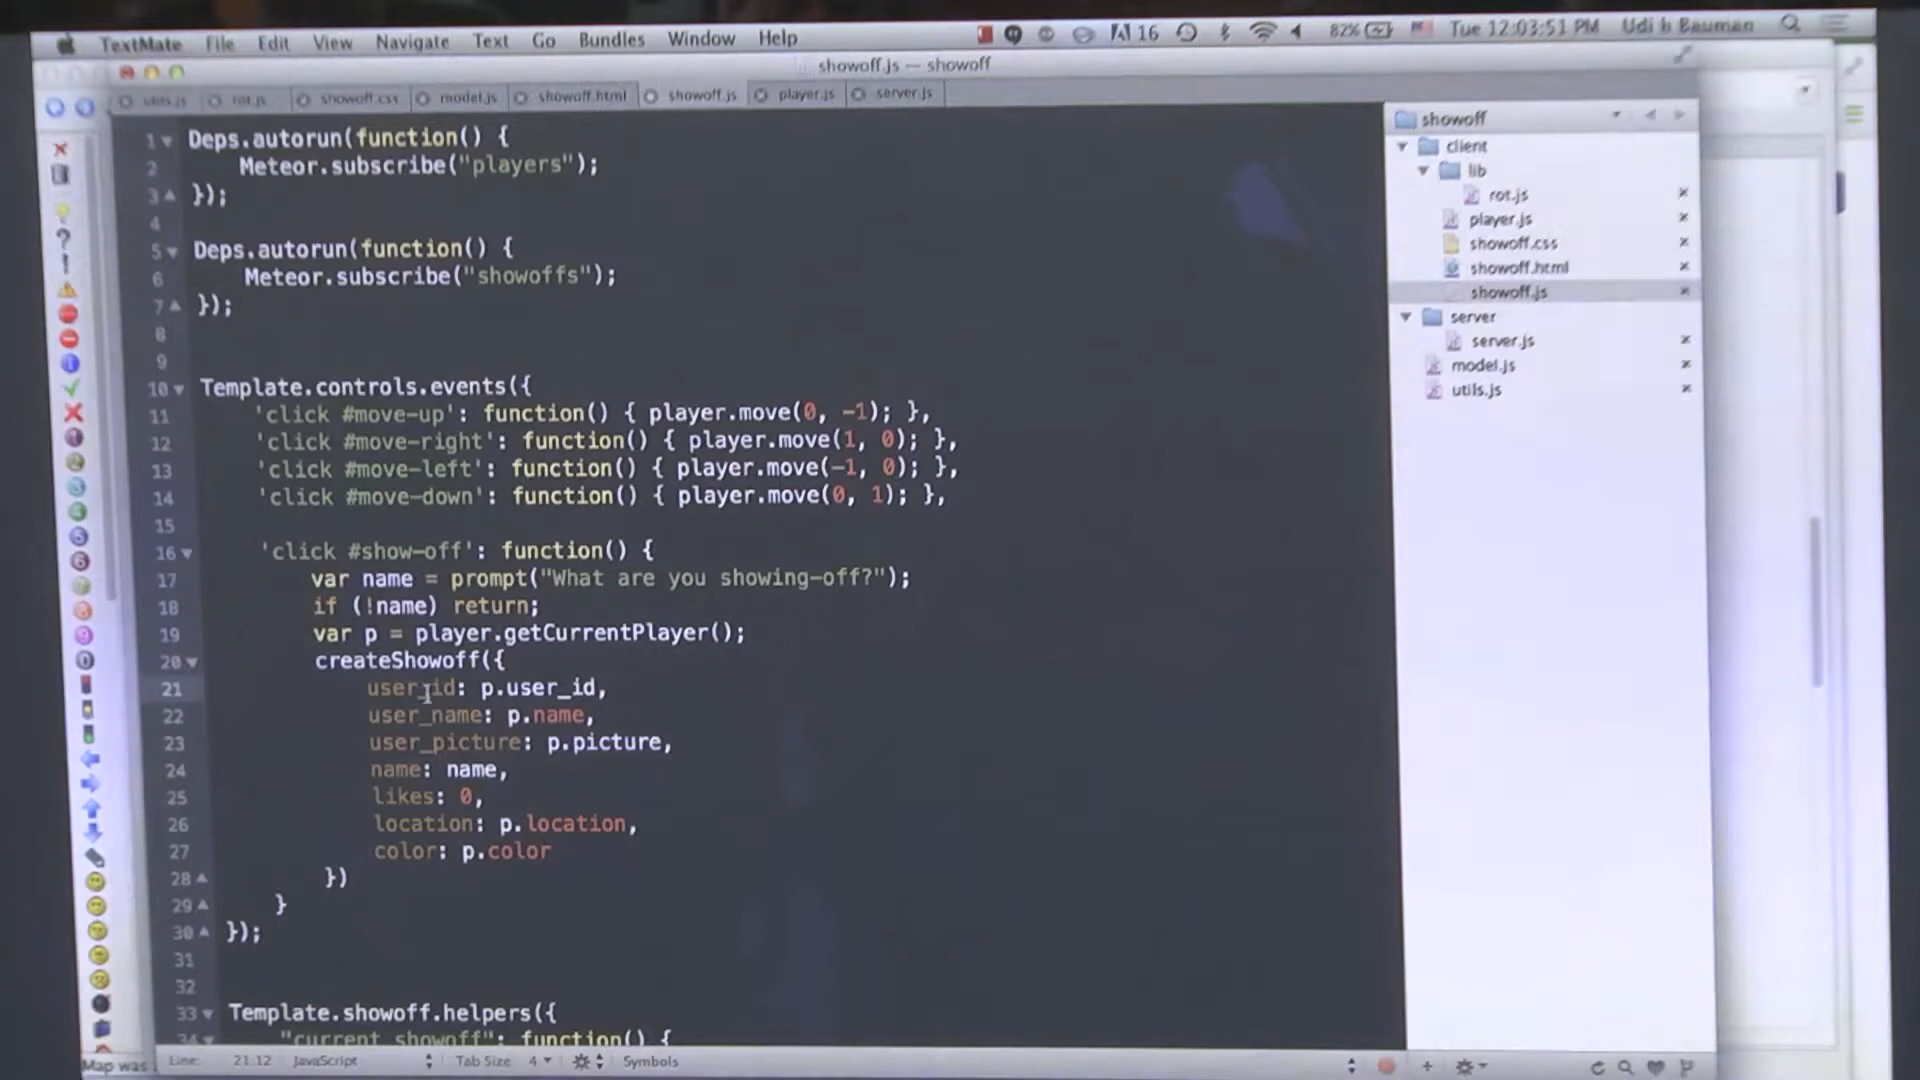 TextMate File Edit View Navigate Text Go Bundles Window Help 16 82% Tue 12:03:51 PM Udi h Bauman
showoff.js — showoff
utils.js rot.js showoff.css model.js showoff.html showoff.js player.js server.js
1 Deps.autorun(function() {
2 Meteor.subscribe("players");
3 });
4
5 Deps.autorun(function() {
6 Meteor.subscribe("showoffs");
7 });
8
9
10 Template.controls.events({
11 'click #move-up': function() { player.move(0, -1); },
12 'click #move-right': function() { player.move(1, 0); },
13 'click #move-left': function() { player.move(-1, 0); },
14 'click #move-down': function() { player.move(0, 1); },
15
16 'click #show-off': function() {
17 var name = prompt("What are you showing-off?");
18 if (!name) return;
19 var p = player.getCurrentPlayer();
20 createShowoff({
21 user_id: p.user_id,
22 user_name: p.name,
23 user_picture: p.picture,
24 name: name,
25 likes: 0,
26 location: p.location,
27 color: p.color
28 })
29 }
30 });
31
32
33 Template.showoff.helpers({
34 "current_showoff": function() {
showoff
client
lib
rot.js
player.js
showoff.css
showoff.html
showoff.js
server
server.js
model.js
utils.js
Map was
Line: 21:12 JavaScript Tab Size 4 Symbols